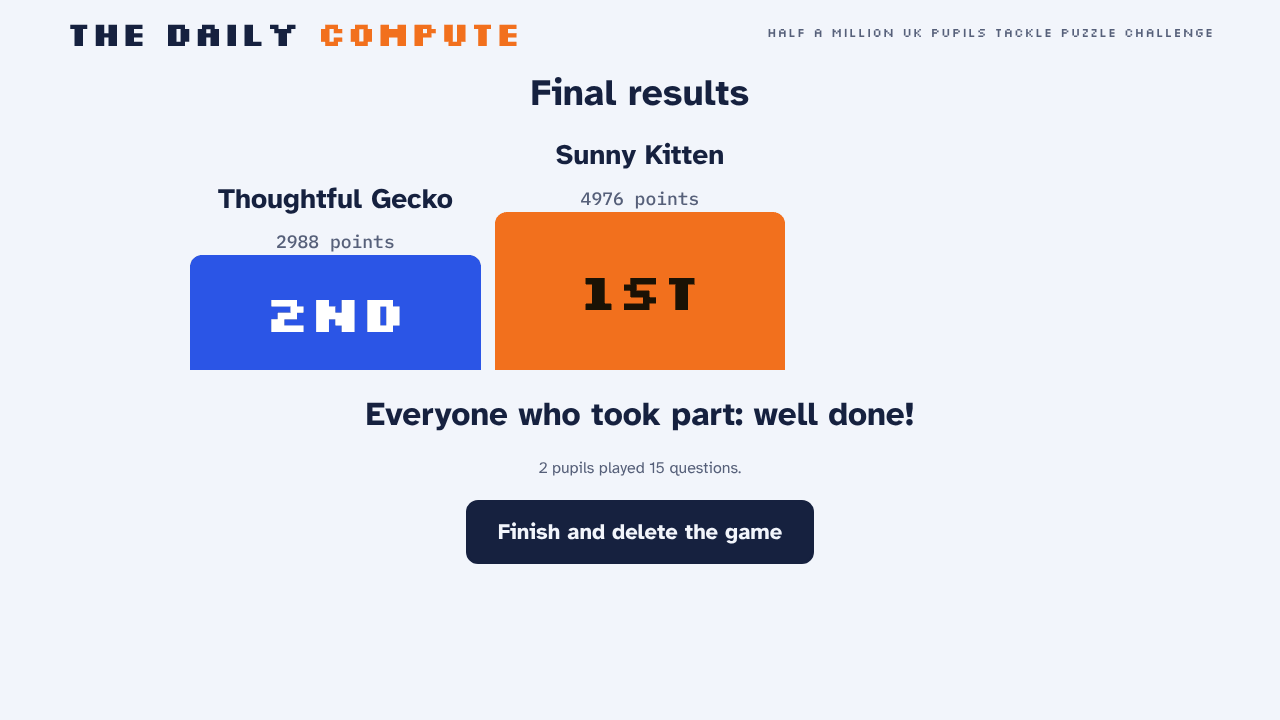 THE DAILY COMPUTE
HALF A MILLION UK PUPILS TACKLE PUZZLE CHALLENGE
Final results
Sunny Kitten
4976 points
1ST
Thoughtful Gecko
2988 points
2ND
Everyone who took part: well done!
2 pupils played 15 questions.
Finish and delete the game